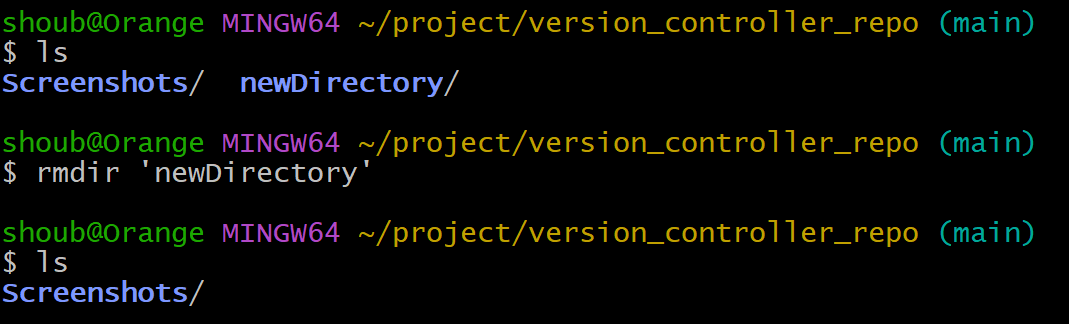 shoub@Orange MINGW64 ~/project/version_controller_repo (main)
$ ls
Screenshots/  newDirectory/
shoub@Orange MINGW64 ~/project/version_controller_repo (main)
$ rmdir 'newDirectory'
shoub@Orange MINGW64 ~/project/version_controller_repo (main)
$ ls
Screenshots/